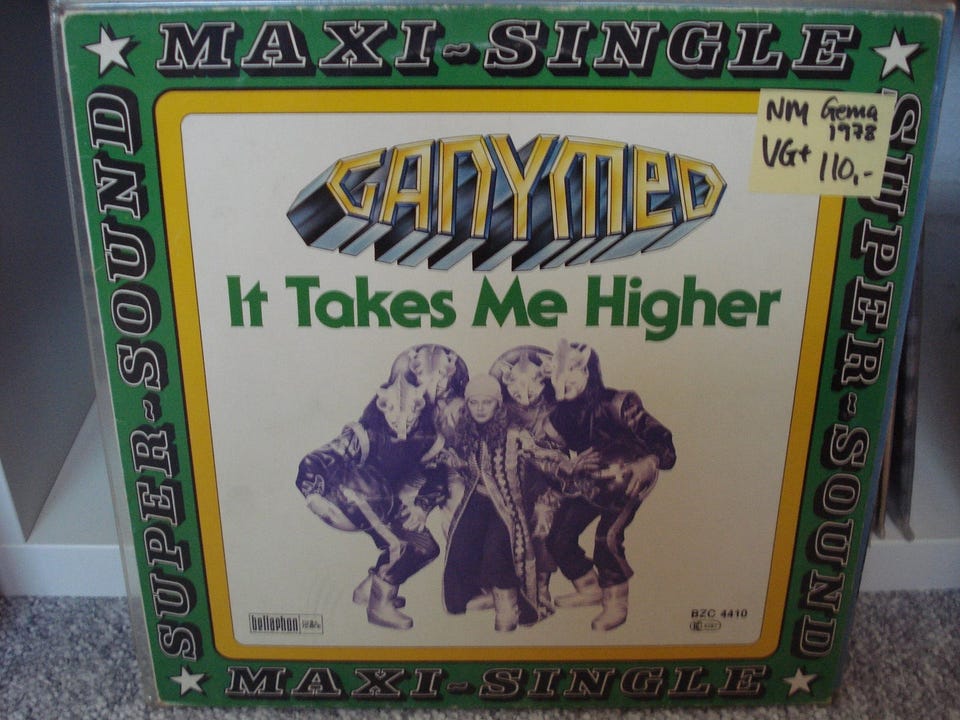 MAXI-SINGLE
SUPER-SOUND
SUPER-SOUND
NM Gema
1978
VG+ 110,-
GANYMED
It Takes Me Higher
bellaphon
BZC 4410
MAXI-SINGLE